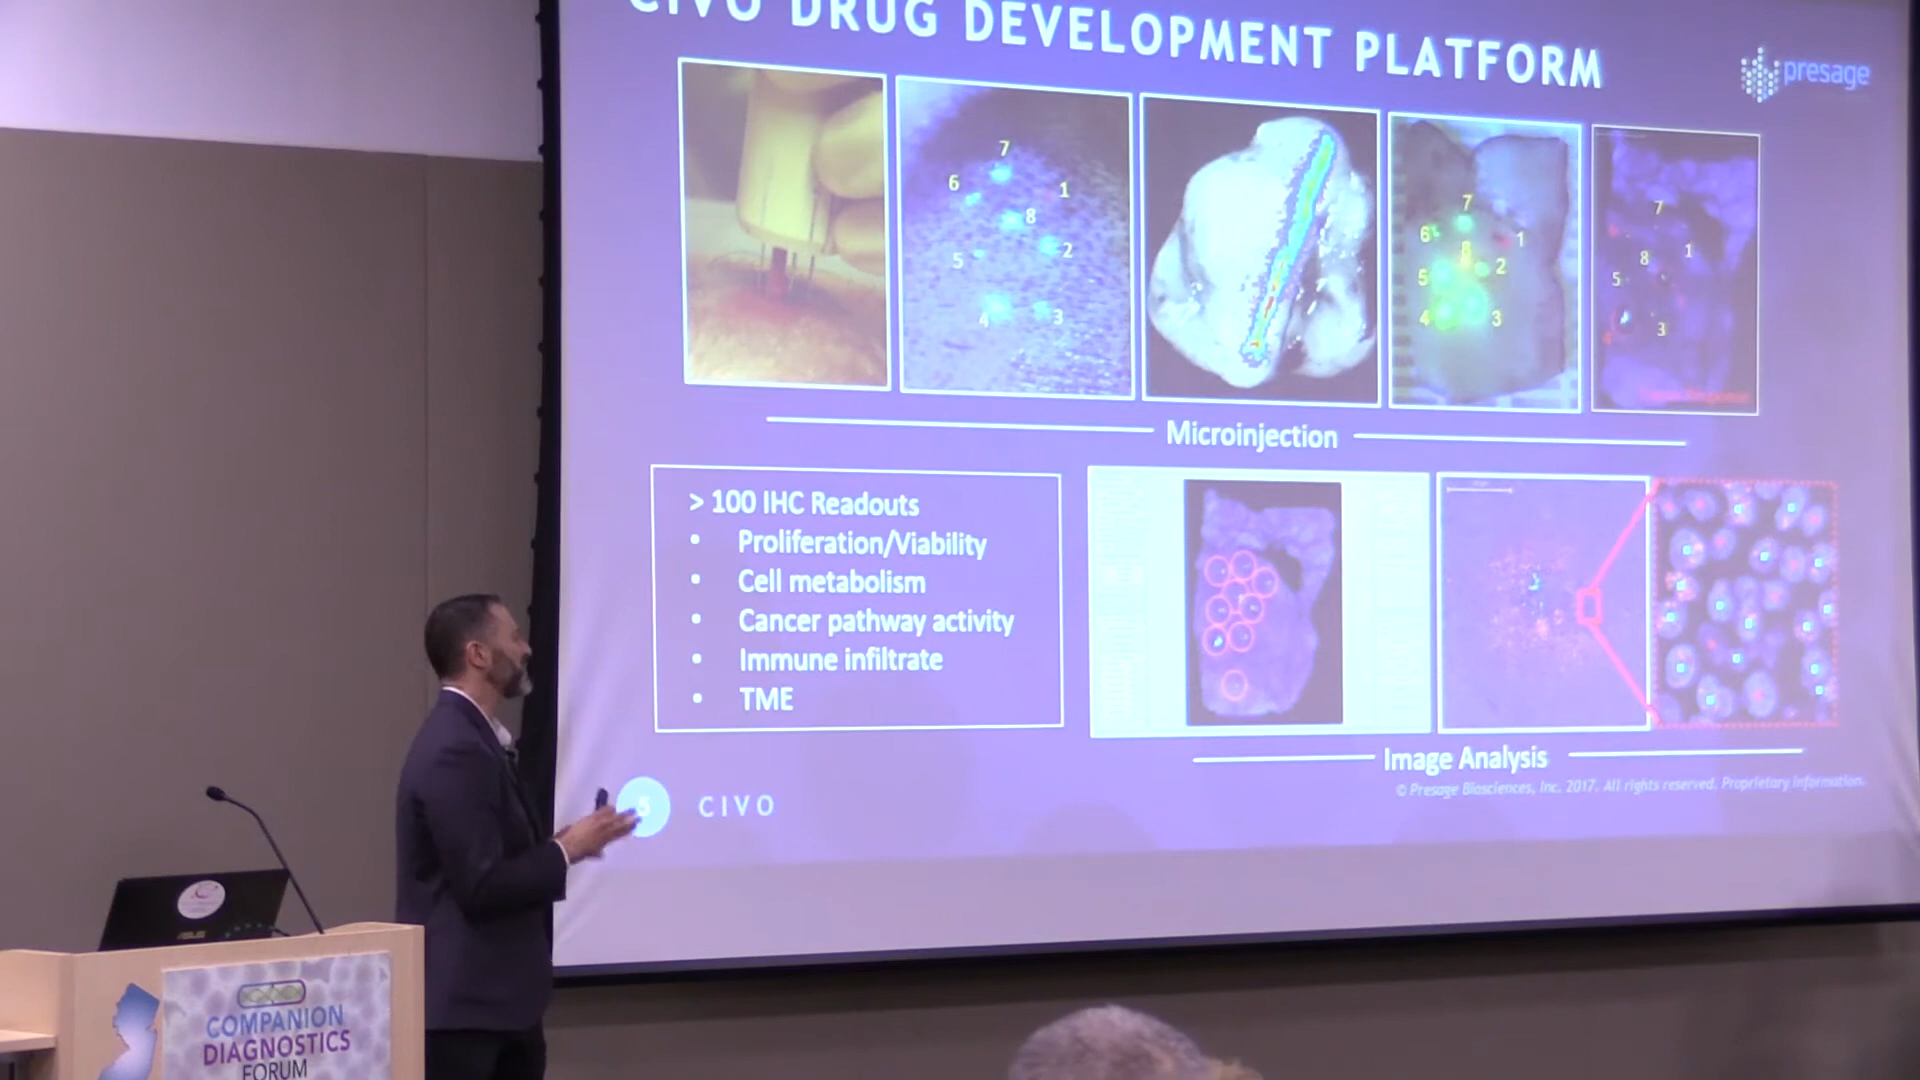 CIVO DRUG DEVELOPMENT PLATFORM
presage
7
6
1
8
2
5
4
3
7
6
1
8
2
5
4
3
7
1
8
5
3
Microinjection
> 100 IHC Readouts
• Proliferation/Viability
• Cell metabolism
• Cancer pathway activity
• Immune infiltrate
• TME
Image Analysis
© Presage Biosciences, Inc. 2017. All rights reserved. Proprietary Information.
5 CIVO
ASUS
COMPANION
DIAGNOSTICS
FORUM